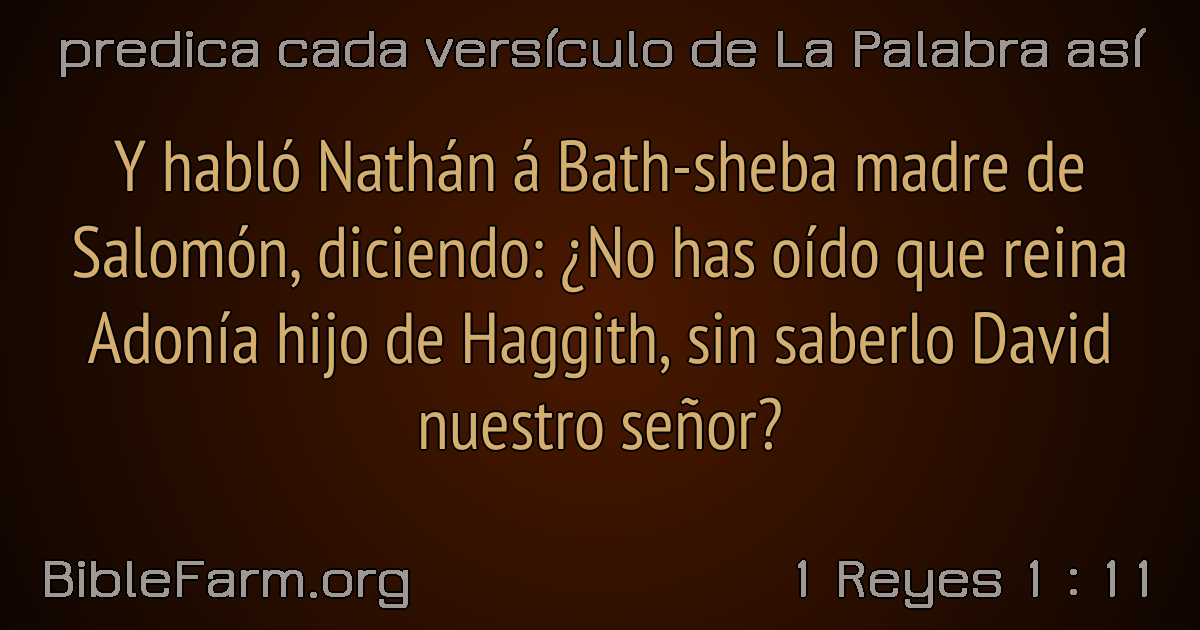 predica cada versículo de La Palabra así
Y habló Nathán á Bath-sheba madre de
Salomón, diciendo: ¿No has oído que reina
Adonía hijo de Haggith, sin saberlo David
nuestro señor?
BibleFarm.org
1 Reyes 1 : 11